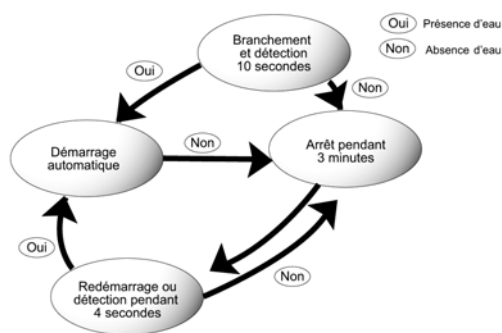 Branchement
et détection
10 secondes
Oui Présence d'eau
Non Absence d'eau
Oui
Non
Démarrage
automatique
Non
Arrêt pendant
3 minutes
Oui
Redémarrage ou
détection pendant
4 secondes
Non